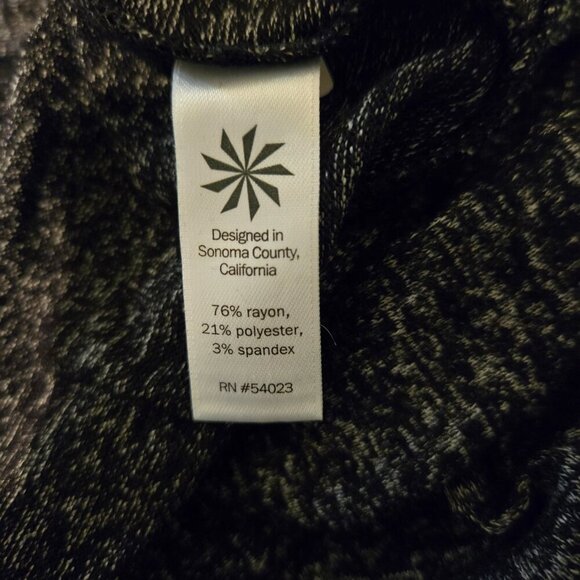 Designed in
Sonoma County,
California
76% rayon,
21% polyester,
3% spandex
RN #54023